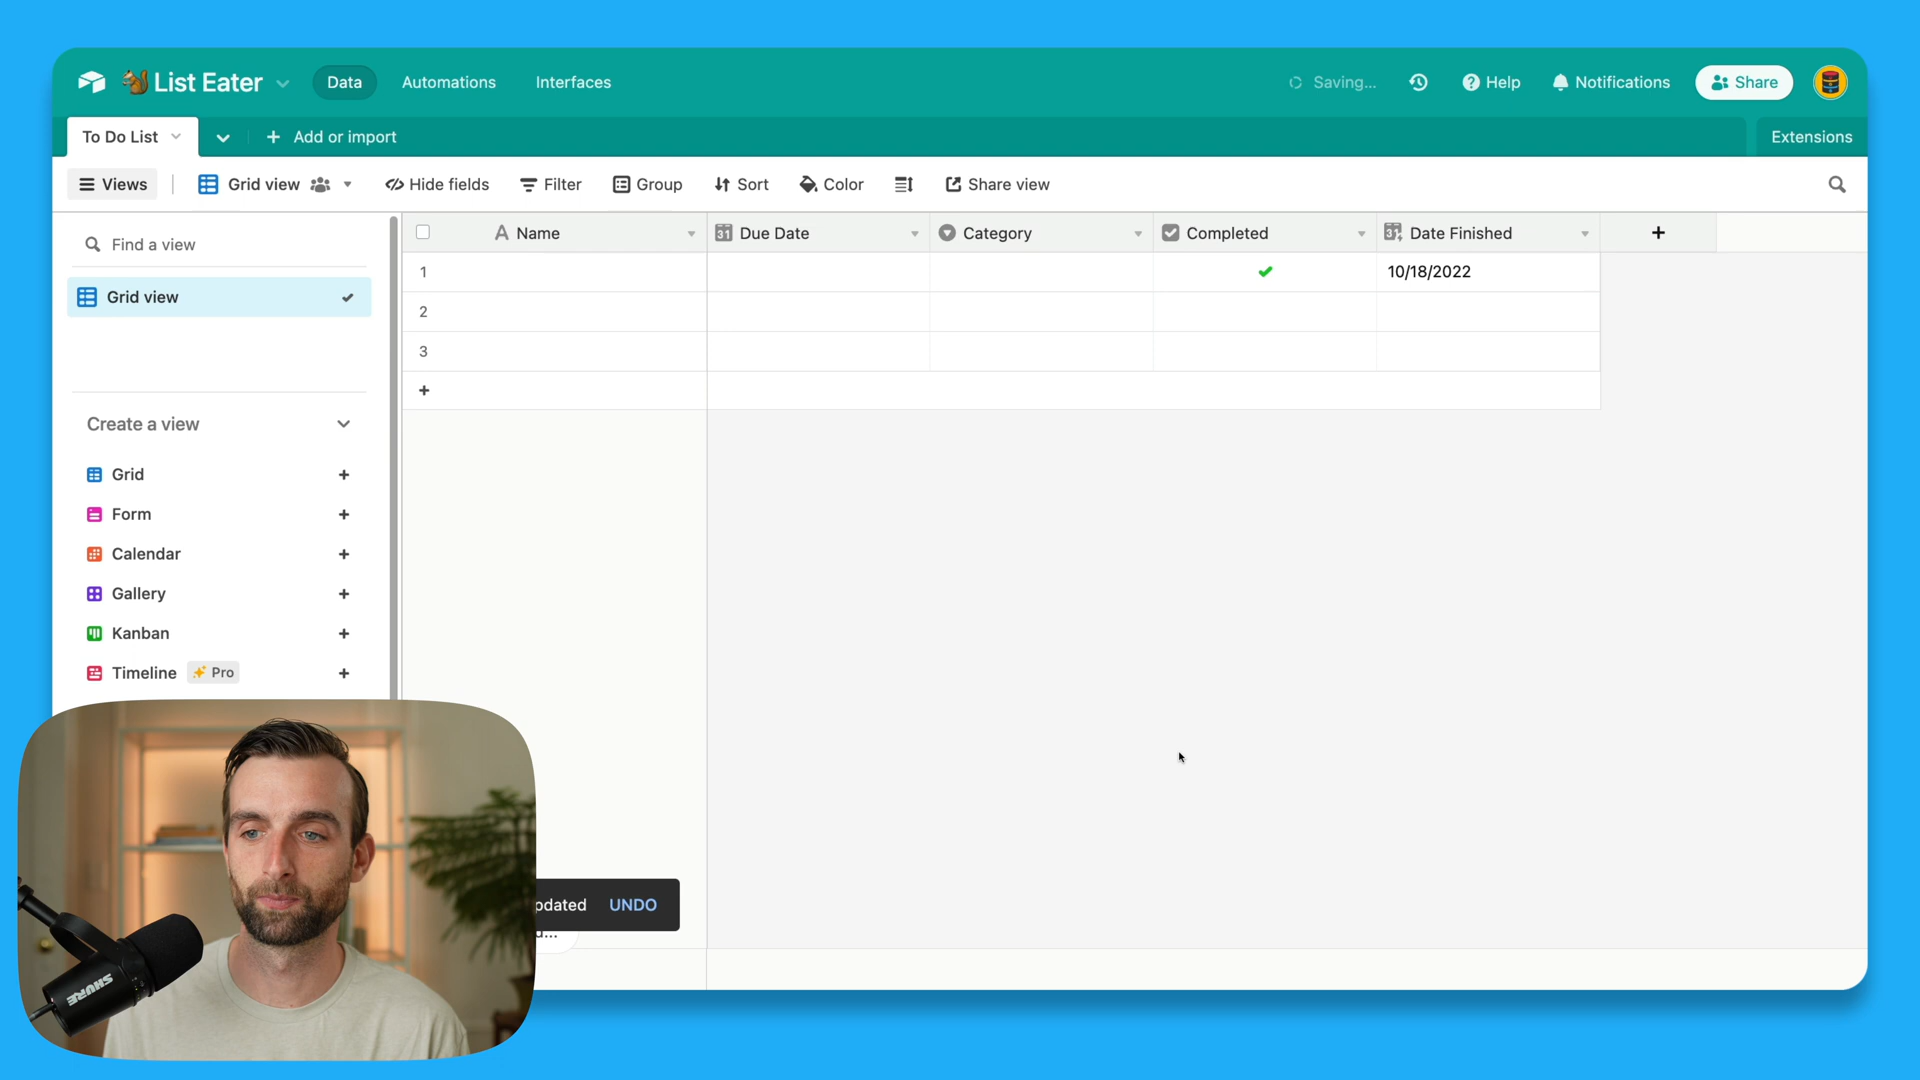 List Eater
Data
Automations
Interfaces
Saving...
Help
Notifications
Share
To Do List
Add or import
Extensions
Views
Grid view
Hide fields
Filter
Group
Sort
Color
Share view
Find a view
Name
31 Due Date
Category
Completed
31 Date Finished
1
10/18/2022
Grid view
2
3
Create a view
Grid
Form
Calendar
Gallery
Kanban
Timeline
Pro
pdated
UNDO
SHURE